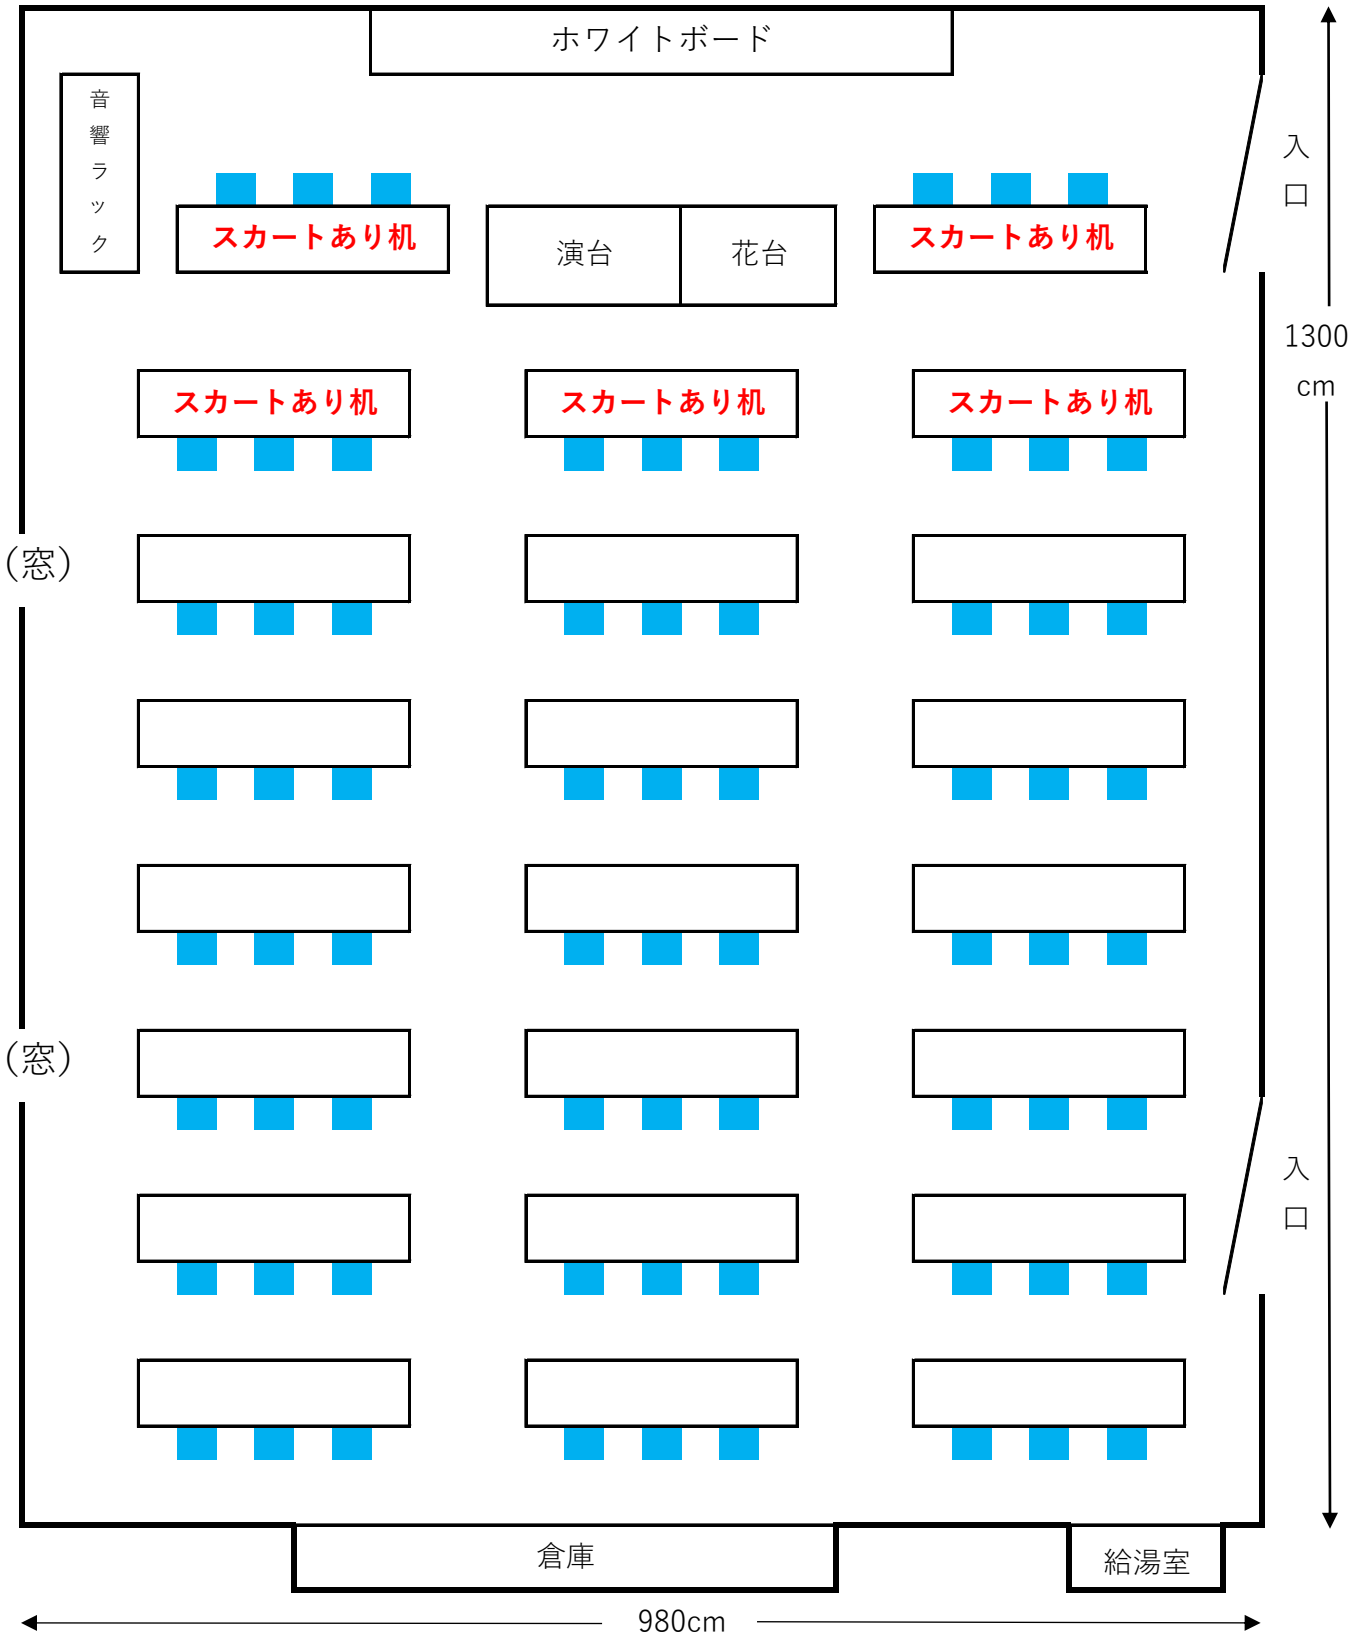 ホワイトボード
音響ラック
入口
スカートあり机
スカートあり机
演台
花台
1300
cm
スカートあり机
スカートあり机
スカートあり机
（窓）
（窓）
入口
倉庫
給湯室
980cm